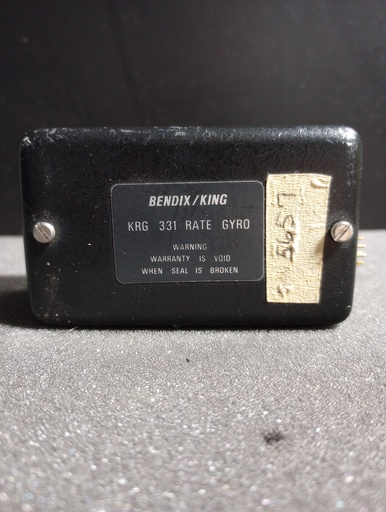 BENDIX/KING
KRG 331 RATE GYRO
WARNING
WARRANTY IS VOID
WHEN SEAL IS BROKEN
5657